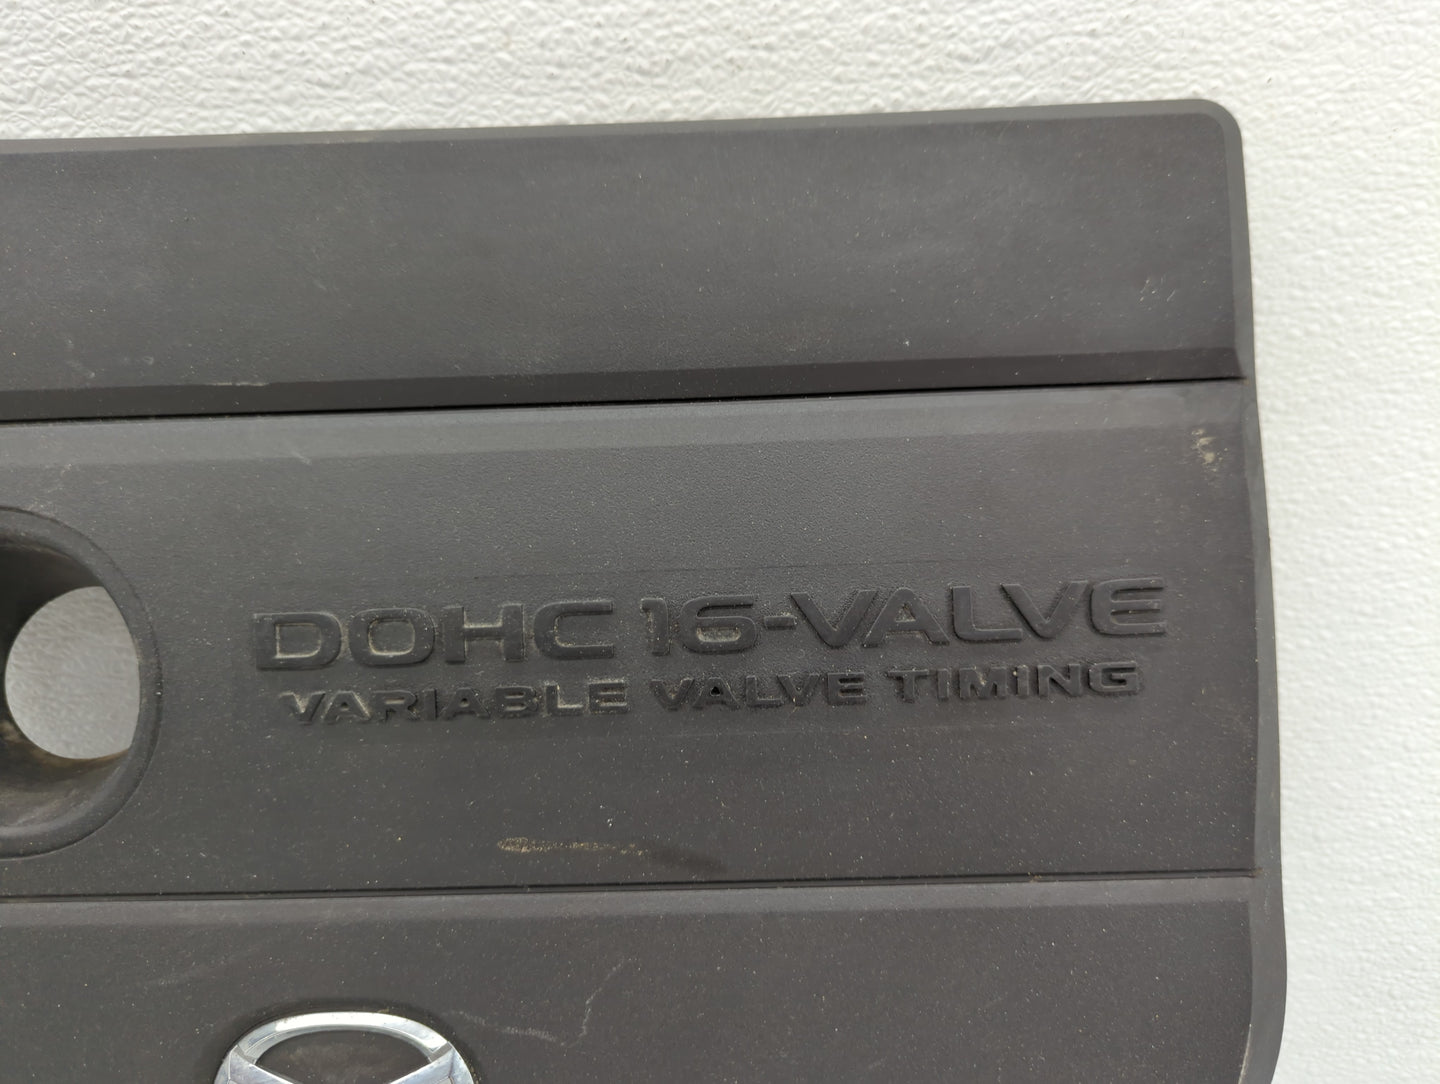 DOHC 16-VALVE
VARIABLE VALVE TIMING